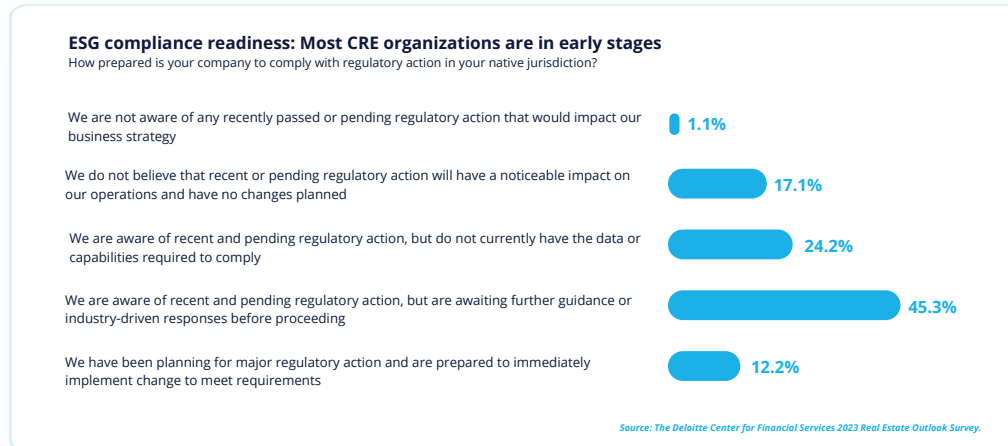 ESG compliance readiness: Most CRE organizations are in early stages
How prepared is your company to comply with regulatory action in your native jurisdiction?
We are not aware of any recently passed or pending regulatory action that would impact our
business strategy
1.1%
We do not believe that recent or pending regulatory action will have a noticeable impact on
our operations and have no changes planned
17.1%
We are aware of recent and pending regulatory action, but do not currently have the data or
capabilities required to comply
24.2%
We are aware of recent and pending regulatory action, but are awaiting further guidance or
industry-driven responses before proceeding
45.3%
We have been planning for major regulatory action and are prepared to immediately
implement change to meet requirements
12.2%
Source: The Deloitte Center for Financial Services 2023 Real Estate Outlook Survey.